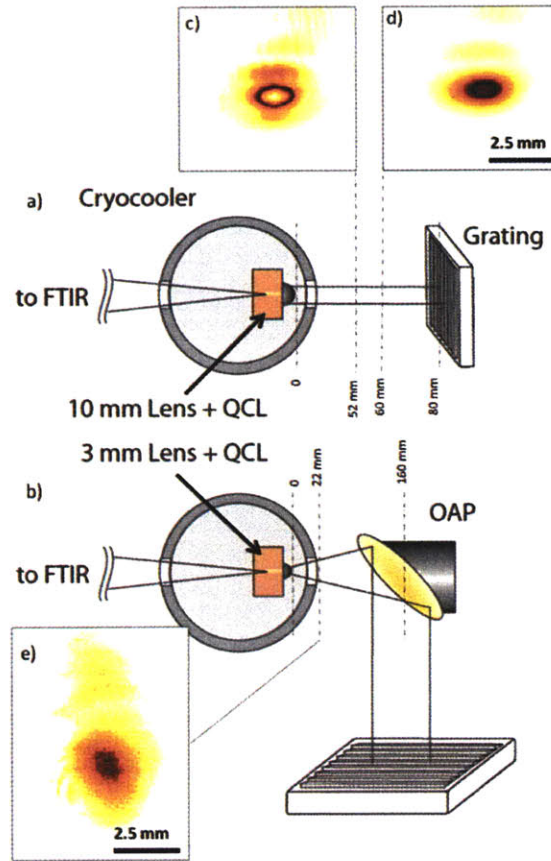 c)
d)
2.5 mm
a)
Cryocooler
Grating
to FTIR
0
52 mm
60 mm
80 mm
10 mm Lens + QCL
3 mm Lens + QCL
b)
0
22 mm
160 mm
OAP
to FTIR
e)
2.5 mm